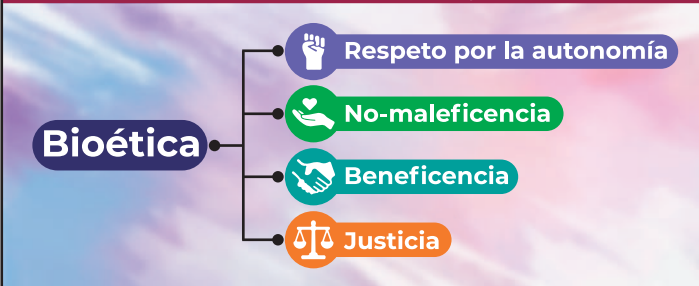 Bioética
Respeto por la autonomía
No-maleficencia
Beneficencia
Justicia